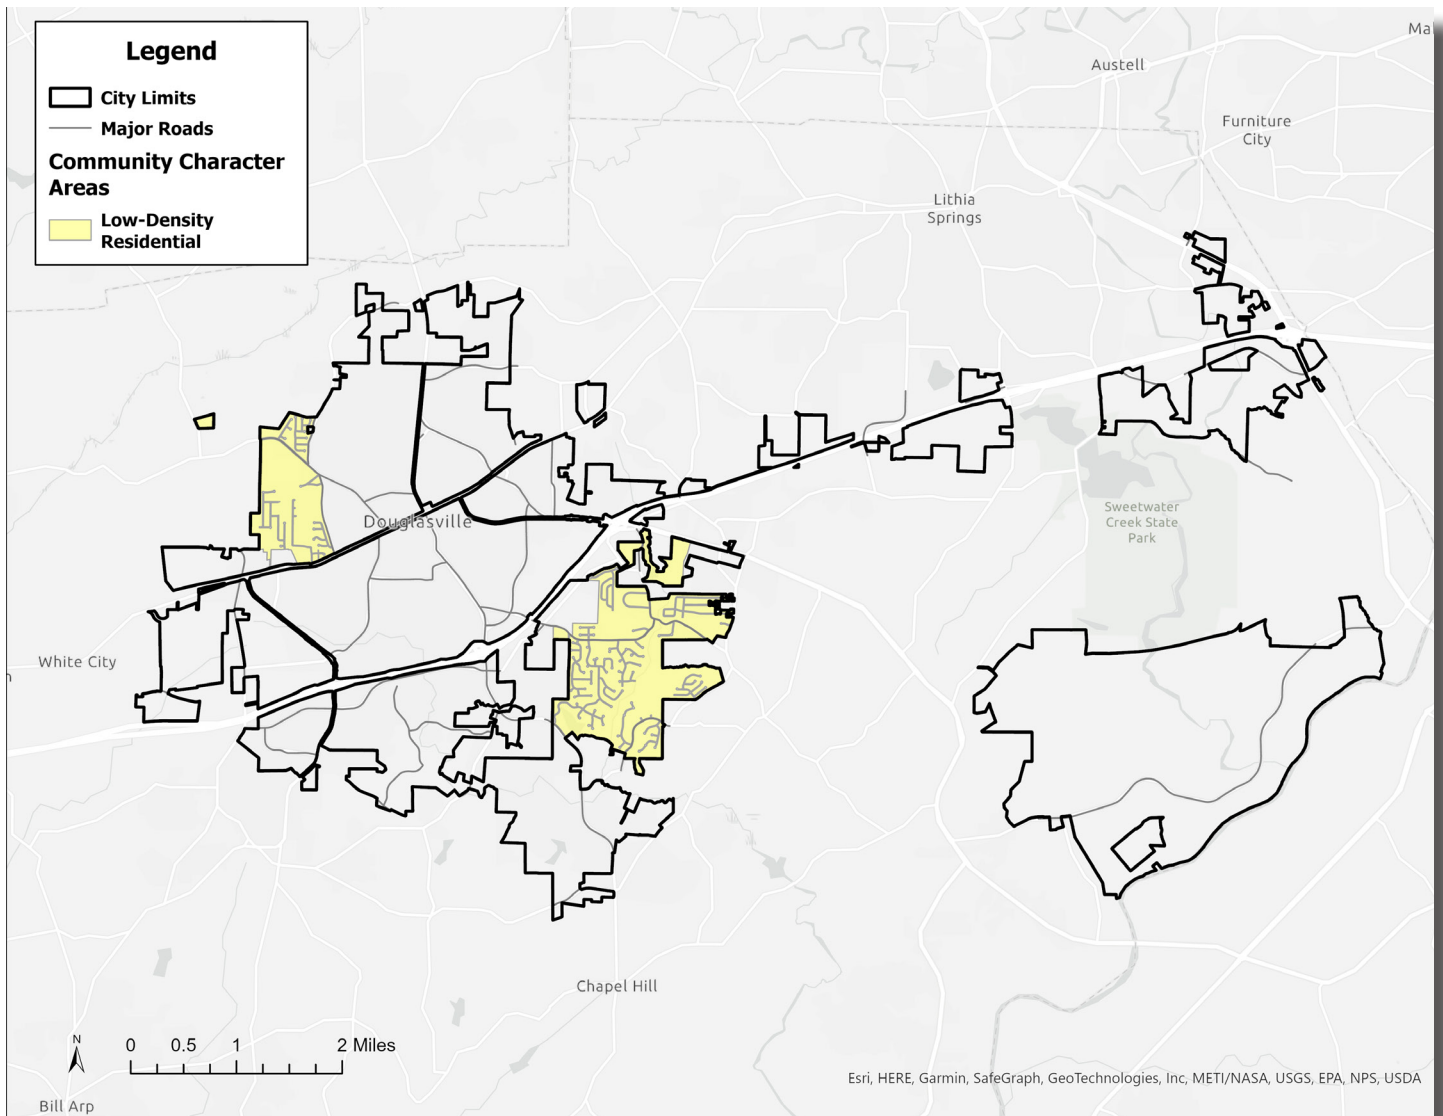 Legend
City Limits
Major Roads
Community Character
Areas
Low-Density
Residential
Austell
Furniture
City
Lithia
Springs
Douglasville
Sweetwater
Creek State
Park
White City
Chapel Hill
N
0 0.5 1 2 Miles
Esri, HERE, Garmin, SafeGraph, GeoTechnologies, Inc, METI/NASA, USGS, EPA, NPS, USDA
Bill Arp